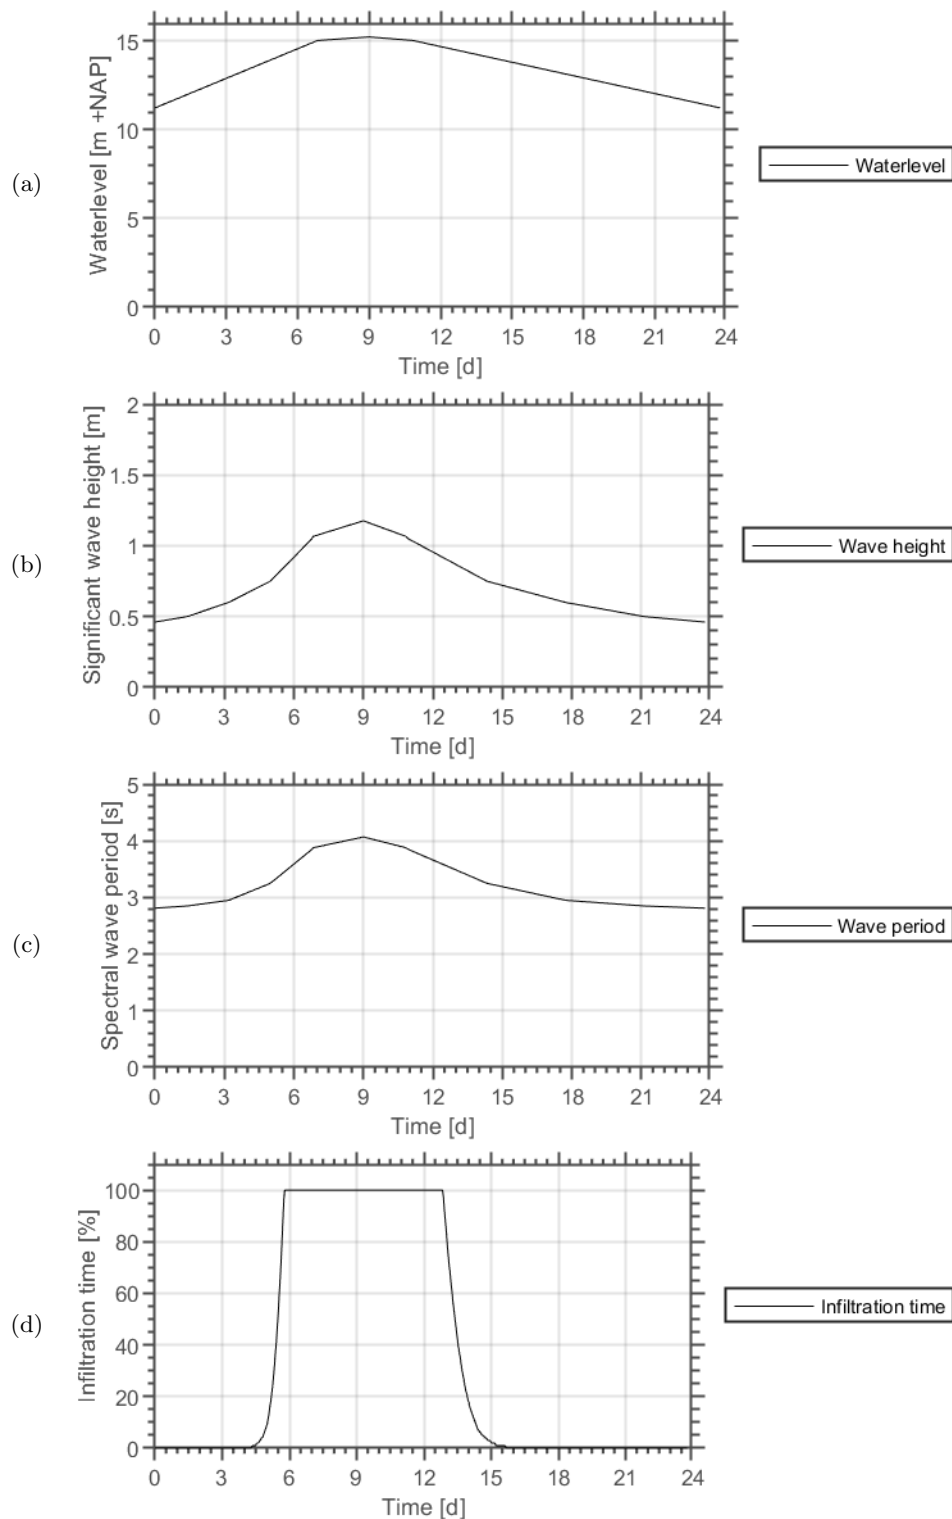 (a)
Waterlevel [m +NAP]
15
10
5
0
0 3 6 9 12 15 18 21 24
Time [d]
Waterlevel
(b)
Significant wave height [m]
2
1.5
1
0.5
0
0 3 6 9 12 15 18 21 24
Time [d]
Wave height
(c)
Spectral wave period [s]
5
4
3
2
1
0
0 3 6 9 12 15 18 21 24
Time [d]
Wave period
(d)
Infiltration time [%]
100
80
60
40
20
0
0 3 6 9 12 15 18 21 24
Time [d]
Infiltration time